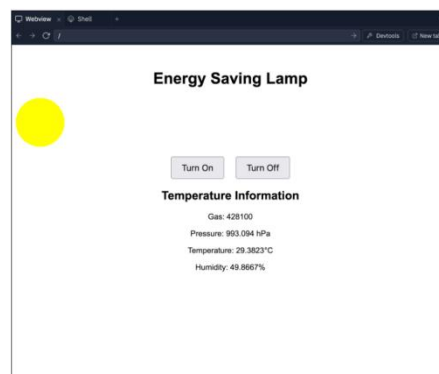 Webview × Shell +
/ Devtools New tab
Energy Saving Lamp
Turn On Turn Off
Temperature Information
Gas: 428100
Pressure: 993.094 hPa
Temperature: 29.3823°C
Humidity: 49.8667%